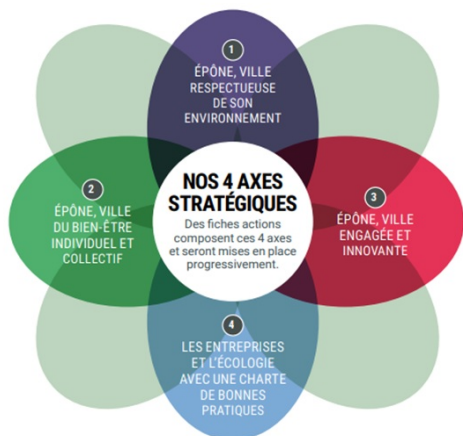 1
ÉPÔNE, VILLE
RESPECTUEUSE
DE SON
ENVIRONNEMENT
2
ÉPÔNE, VILLE
DU BIEN-ÊTRE
INDIVIDUEL ET
COLLECTIF
NOS 4 AXES
STRATÉGIQUES
Des fiches actions
composent ces 4 axes
et seront mises en place
progressivement.
3
ÉPÔNE, VILLE
ENGAGÉE ET
INNOVANTE
4
LES ENTREPRISES
ET L'ÉCOLOGIE
AVEC UNE CHARTE
DE BONNES
PRATIQUES